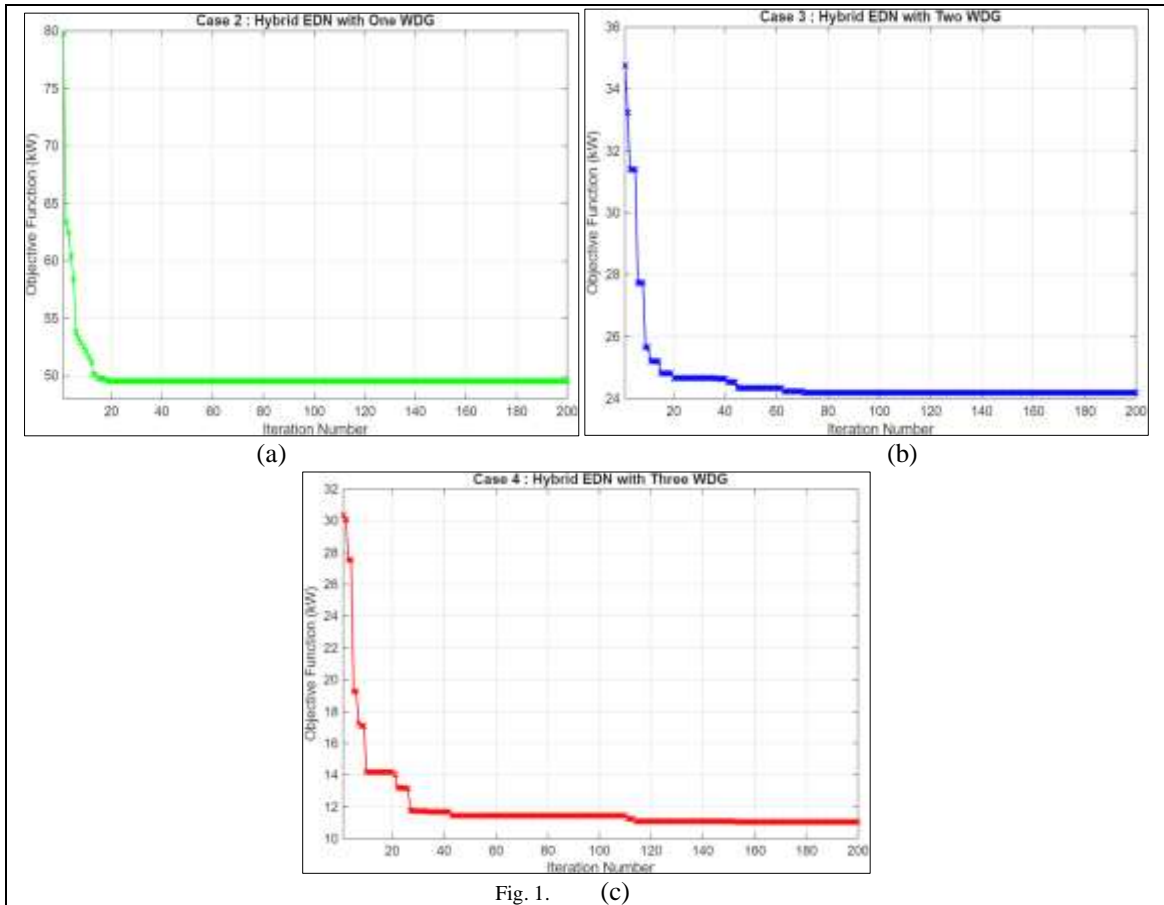 Case 2 : Hybrid EDN with One WDG
80
75
70
65
60
55
50
Objective Function (kW)
20 40 60 80 100 120 140 160 180 200
Iteration Number
(a)
Case 3 ; Hybrid EDN with Two WDG
36
34
32
30
28
26
24
Objective Function (kW)
20 40 60 80 100 120 140 160 180 200
Iteration Number
(b)
Case 4 : Hybrid EDN with Three WDG
32
30
28
26
24
22
20
18
16
14
12
10
Objective Function (kW)
20 40 60 80 100 120 140 160 180 200
Iteration Number
Fig. 1. (c)